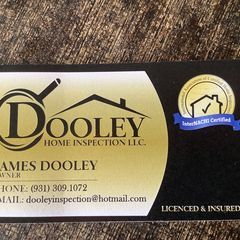 DOOLEY
HOME INSPECTION LLC.
InterNACHI Certified
AMES DOOLEY
WNER
HONE: (931) 309.1072
MAIL: dooleyinspection@hotmail.com
LICENCED & INSURED